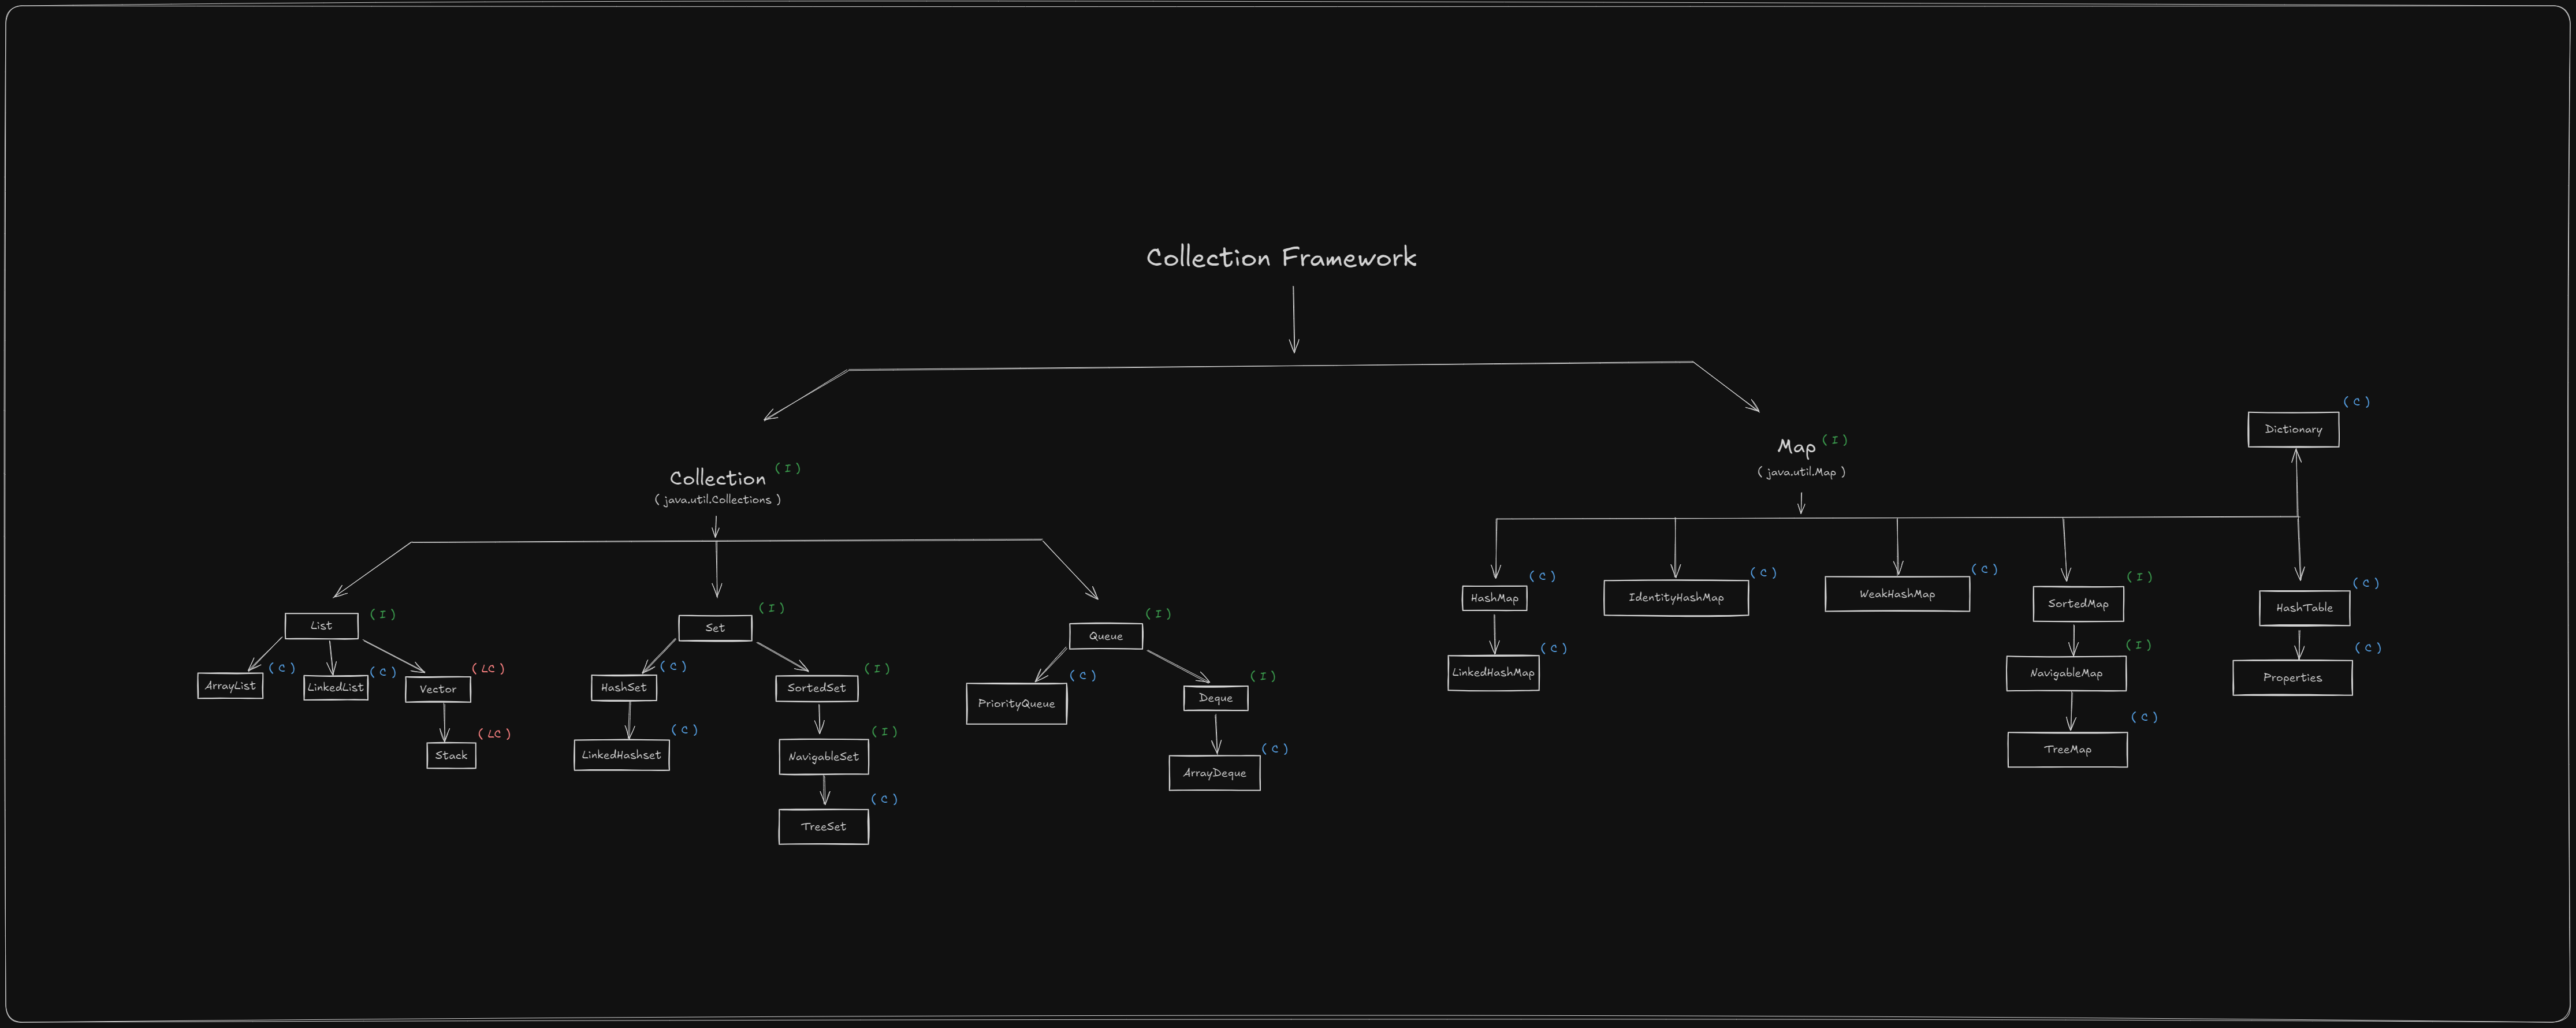 Collection Framework
Collection ( I )
( java.util.Collections )
Map ( I )
( java.util.Map )
Dictionary ( C )
List ( I )
ArrayList ( C )
LinkedList ( C )
Vector ( LC )
Stack ( LC )
Set ( I )
HashSet ( C )
LinkedHashset ( C )
SortedSet ( I )
NavigableSet ( I )
TreeSet ( C )
Queue ( I )
PriorityQueue ( C )
Deque ( I )
ArrayDeque ( C )
HashMap ( C )
LinkedHashMap ( C )
IdentityHashMap ( C )
WeakHashMap ( C )
SortedMap ( I )
NavigableMap ( I )
TreeMap ( C )
HashTable ( C )
Properties ( C )